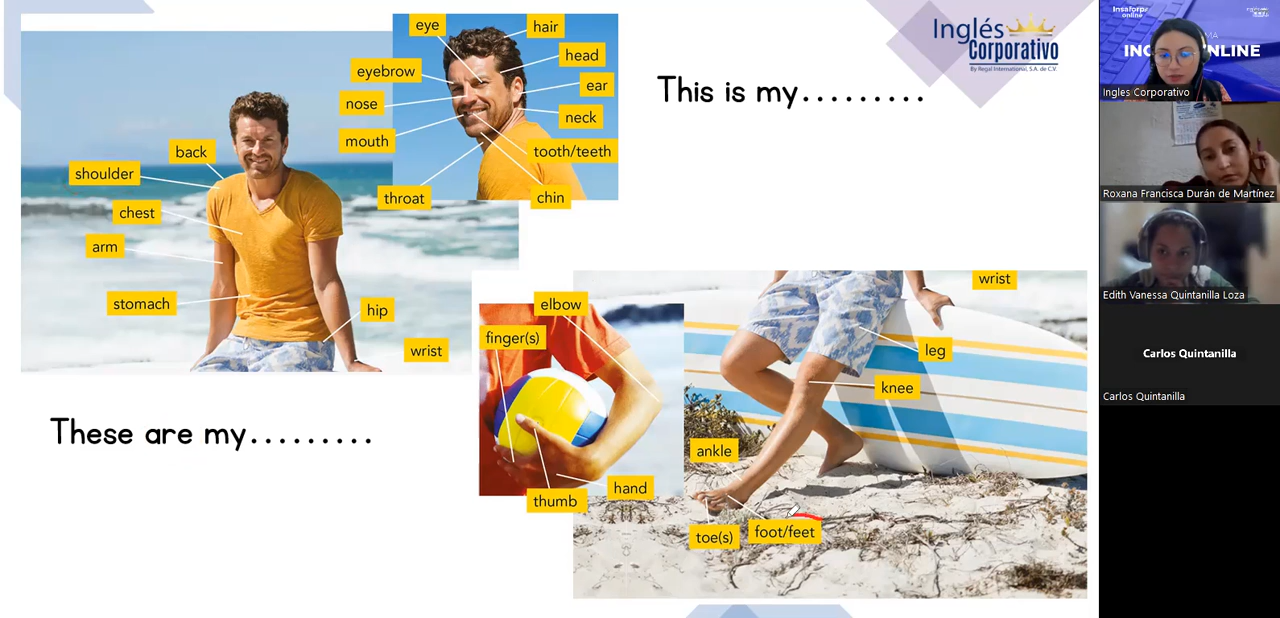 eye
hair
head
eyebrow
ear
nose
neck
mouth
tooth/teeth
throat
chin
back
shoulder
chest
arm
stomach
hip
wrist
Inglés
Corporativo
By Regal International, S.A. de C.V.
This is my.........
These are my.........
elbow
finger(s)
thumb
hand
wrist
leg
knee
ankle
toe(s)
foot/feet
Insaforp
online
Ingles Corporativo
Roxana Francisca Durán de Martínez
Edith Vanessa Quintanilla Loza
Carlos Quintanilla
Carlos Quintanilla